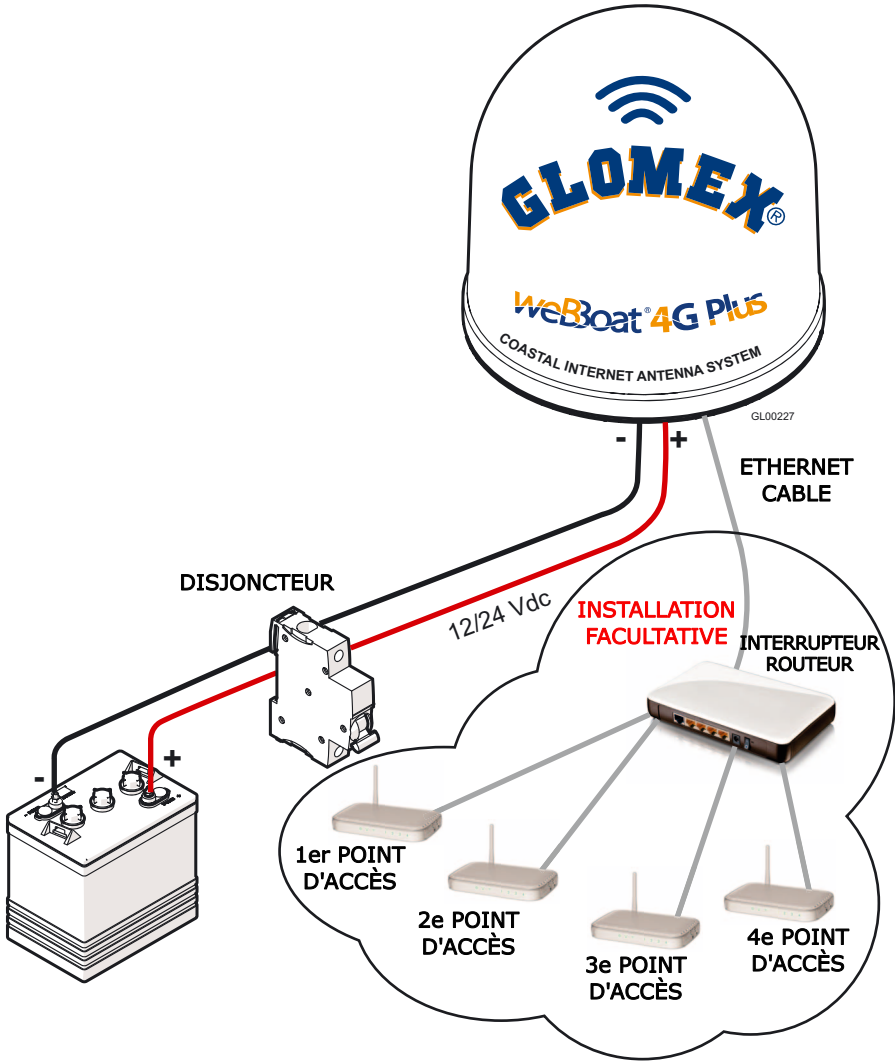 GLOMEX®
weBBoat® 4G Plus
COASTAL INTERNET ANTENNA SYSTEM
GL00227
- +
ETHERNET
CABLE
DISJONCTEUR
12/24 Vdc
INSTALLATION
FACULTATIVE
INTERRUPTEUR
ROUTEUR
- +
1er POINT
D'ACCÈS
2e POINT
D'ACCÈS
3e POINT
D'ACCÈS
4e POINT
D'ACCÈS